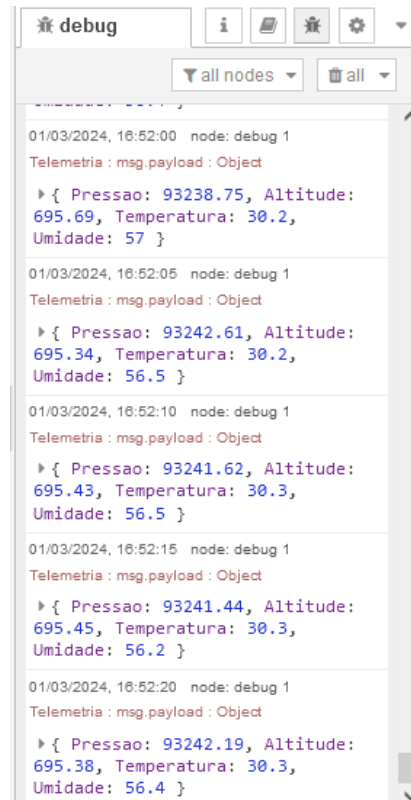 debug
i
all nodes
all
01/03/2024, 16:52:00 node: debug 1
Telemetria : msg.payload : Object
{ Pressao: 93238.75, Altitude:
695.69, Temperatura: 30.2,
Umidade: 57 }
01/03/2024, 16:52:05 node: debug 1
Telemetria : msg.payload : Object
{ Pressao: 93242.61, Altitude:
695.34, Temperatura: 30.2,
Umidade: 56.5 }
01/03/2024, 16:52:10 node: debug 1
Telemetria : msg.payload : Object
{ Pressao: 93241.62, Altitude:
695.43, Temperatura: 30.3,
Umidade: 56.5 }
01/03/2024, 16:52:15 node: debug 1
Telemetria : msg.payload : Object
{ Pressao: 93241.44, Altitude:
695.45, Temperatura: 30.3,
Umidade: 56.2 }
01/03/2024, 16:52:20 node: debug 1
Telemetria : msg.payload : Object
{ Pressao: 93242.19, Altitude:
695.38, Temperatura: 30.3,
Umidade: 56.4 }